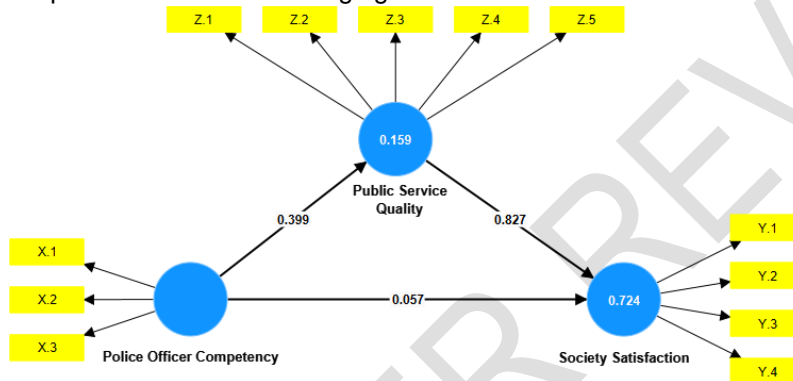 Z.1 Z.2 Z.3 Z.4 Z.5
0.159
Public Service
Quality
0.399 0.827
X.1
X.2
X.3
Police Officer Competency
0.057
0.724
Society Satisfaction
Y.1
Y.2
Y.3
Y.4